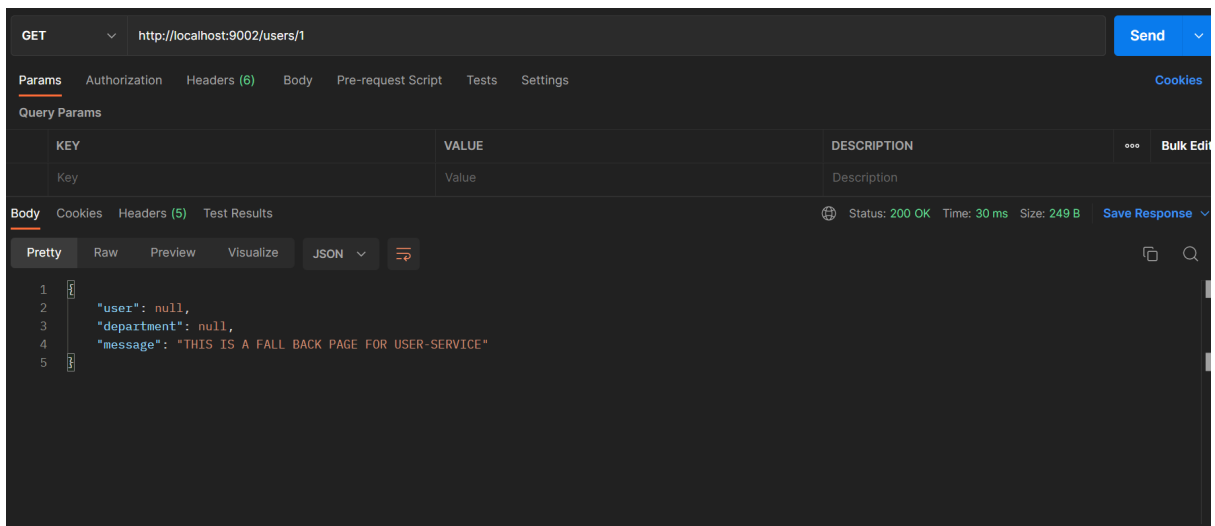 GET http://localhost:9002/users/1 Send
Params Authorization Headers (6) Body Pre-request Script Tests Settings Cookies
Query Params
KEY VALUE DESCRIPTION ooo Bulk Edit
Key Value Description
Body Cookies Headers (5) Test Results Status: 200 OK Time: 30 ms Size: 249 B Save Response
Pretty Raw Preview Visualize JSON
1 {
2 "user": null,
3 "department": null,
4 "message": "THIS IS A FALL BACK PAGE FOR USER-SERVICE"
5 }